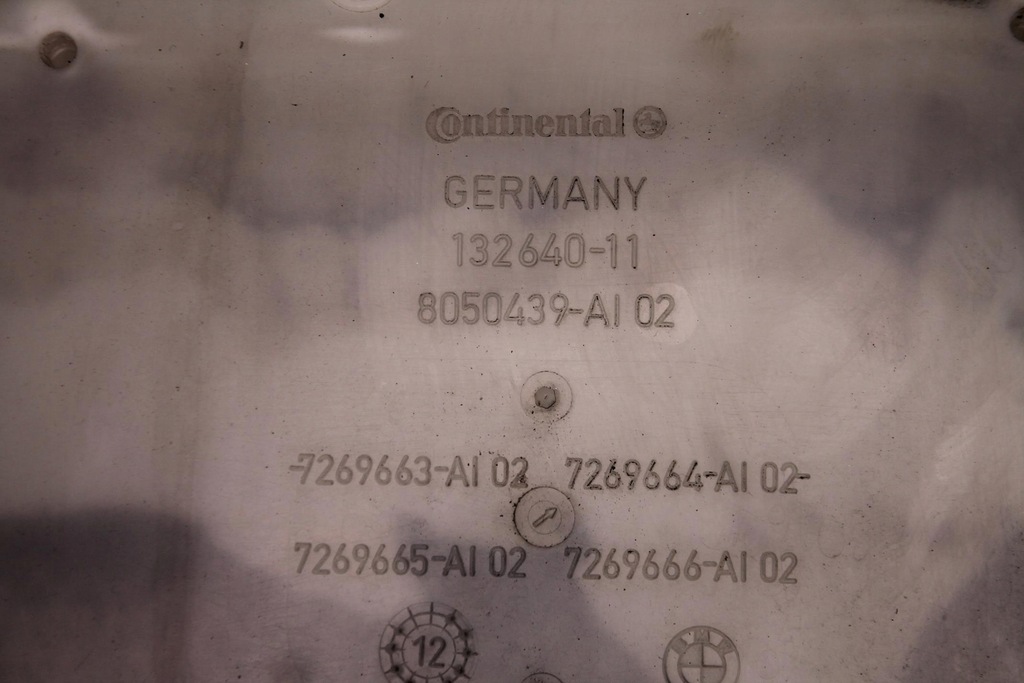 Continental
GERMANY
132640-11
8050439-AI 02
-7269663-AI 02 7269664-AI 02-
7269665-AI 02 7269666-AI 02
12
BMW